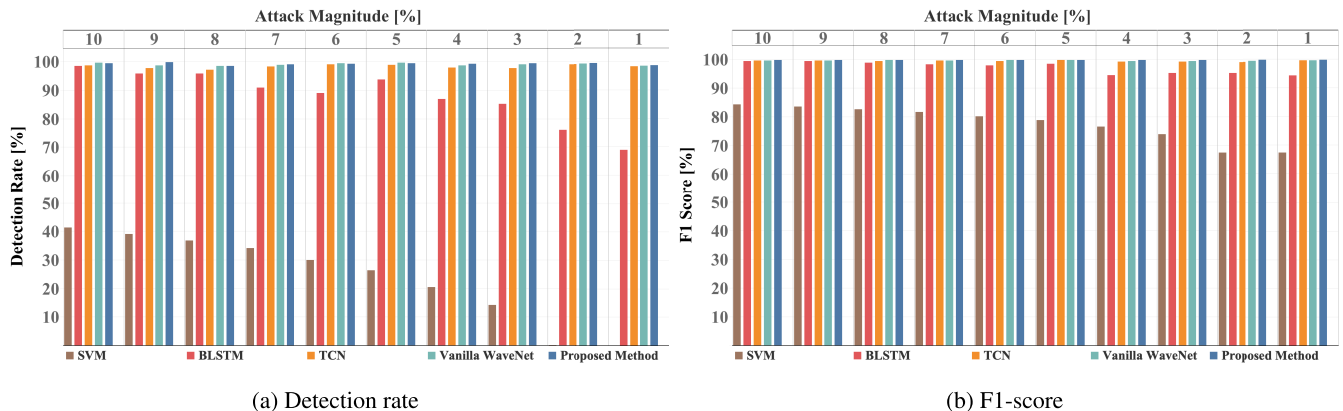 Attack Magnitude [%]
10 9 8 7 6 5 4 3 2 1
Detection Rate [%]
100
90
80
70
60
50
40
30
20
10
SVM BLSTM TCN Vanilla WaveNet Proposed Method
(a) Detection rate
Attack Magnitude [%]
10 9 8 7 6 5 4 3 2 1
F1 Score [%]
100
90
80
70
60
50
40
30
20
10
SVM BLSTM TCN Vanilla WaveNet Proposed Method
(b) F1-score